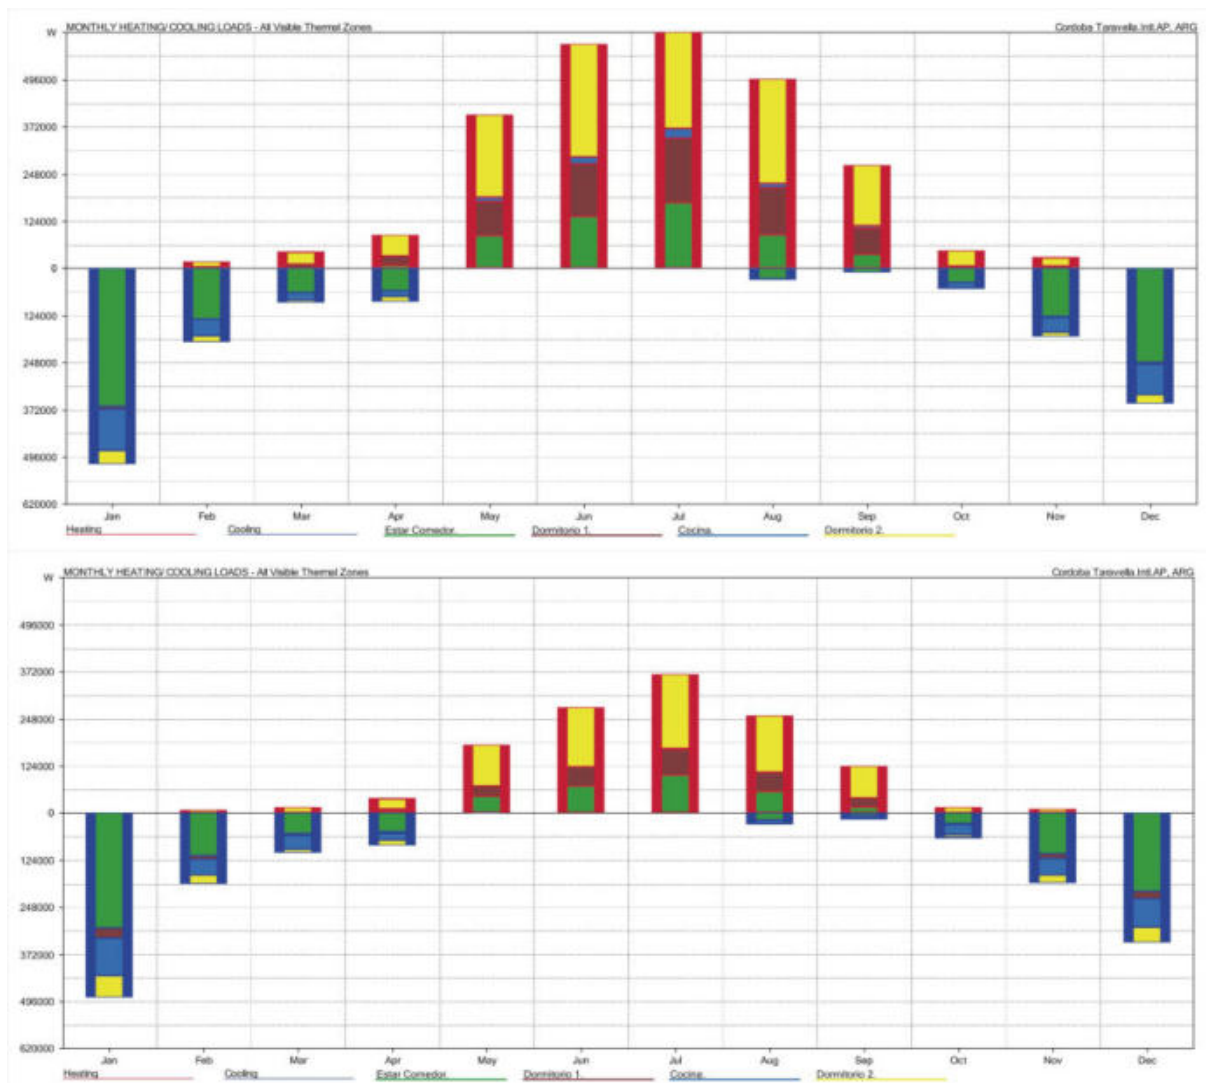 MONTHLY HEATING/ COOLING LOADS - All Visible Thermal Zones Cordoba Taravella.Intl.AP, ARG
W
496000
372000
248000
124000
0
124000
248000
372000
496000
620000
Jan Feb Mar Apr May Jun Jul Aug Sep Oct Nov Dec
Heating Cooling Estar Comedor. Dormitorio 1. Cocina. Dormitorio 2.
MONTHLY HEATING/ COOLING LOADS - All Visible Thermal Zones Cordoba Taravella.Intl.AP, ARG
W
496000
372000
248000
124000
0
124000
248000
372000
496000
620000
Jan Feb Mar Apr May Jun Jul Aug Sep Oct Nov Dec
Heating Cooling Estar Comedor. Dormitorio 1. Cocina. Dormitorio 2.